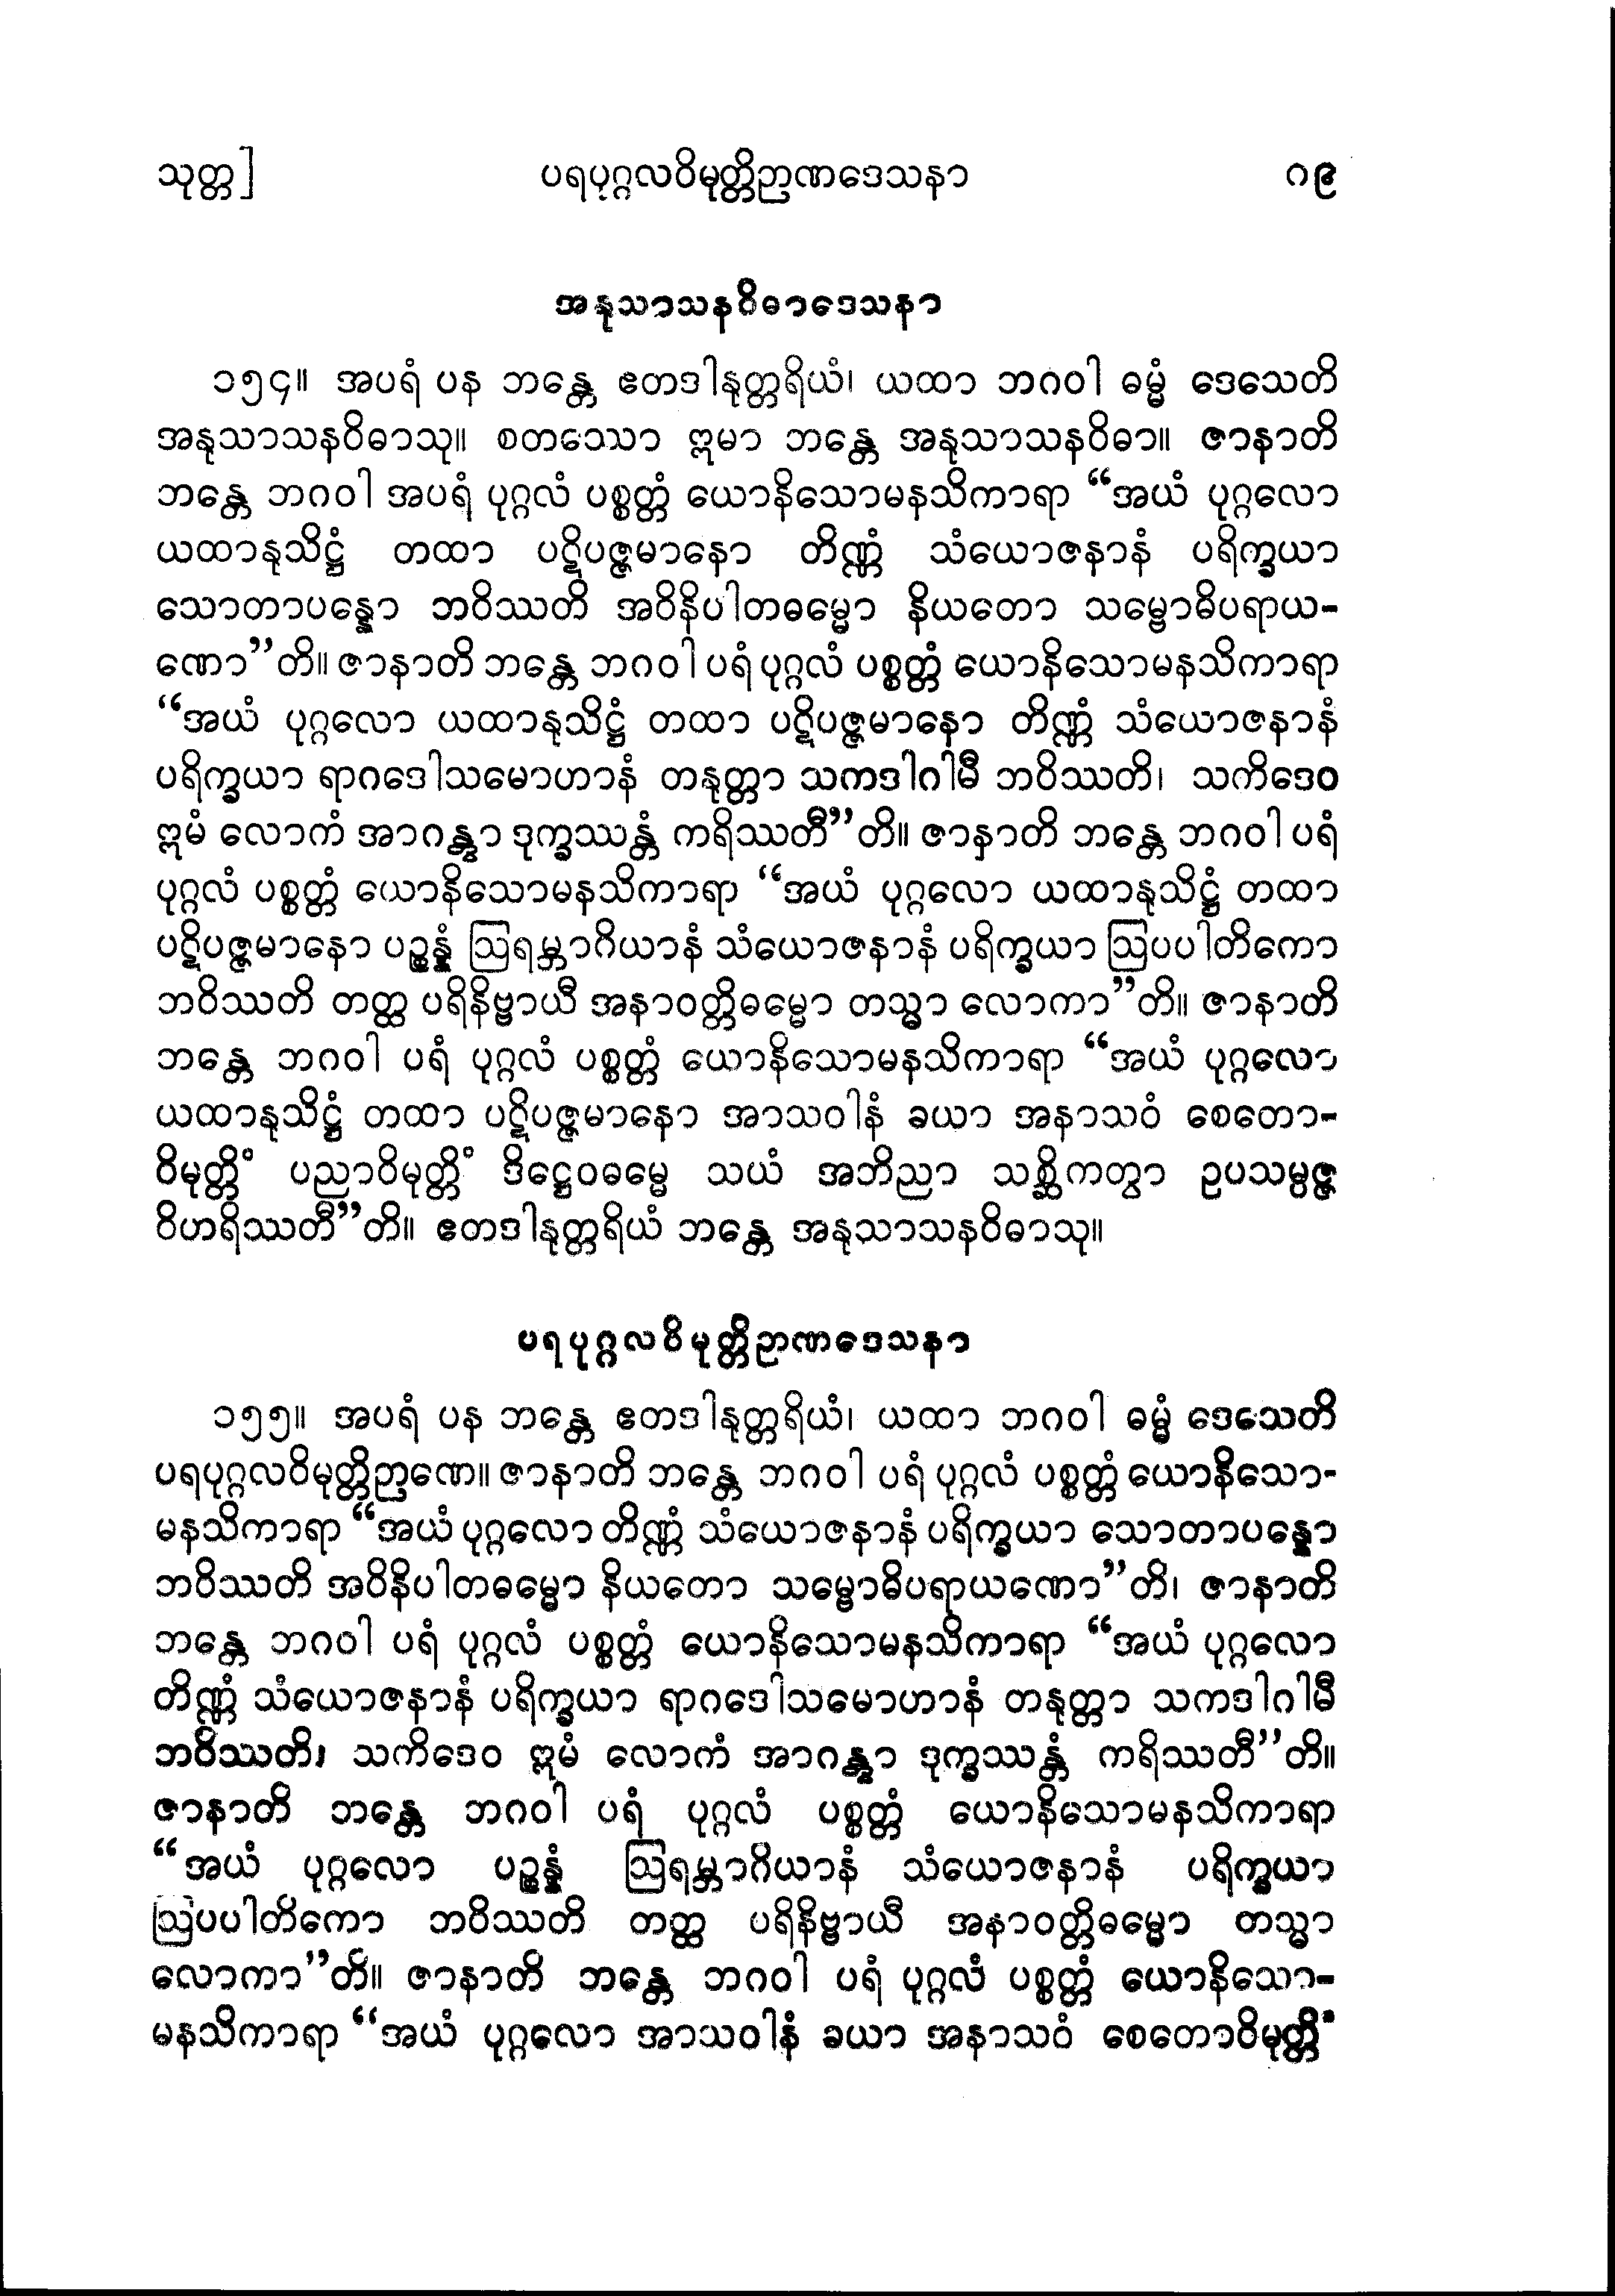 သုတ္တ] ပရပုဂ္ဂလဝိမုတ္တိဉာဏဒေသနာ ၈၉
အနုသာသနဝိဓာဒေသနာ
၁၅၄။ အပရံ ပန ဘန္တေ ဧတဒါနုတ္တရိယံ၊ ယထာ ဘဂဝါ ဓမ္မံ ဒေသေတိ
အနုသာသနဝိဓာသု။ စတဿော ဣမာ ဘန္တေ အနုသာသနဝိဓာ။ ဇာနာတိ
ဘန္တေ ဘဂဝါ အပရံ ပုဂ္ဂလံ ပစ္စတ္တံ ယောနိသောမနသိကာရာ “အယံ ပုဂ္ဂလော
ယထာနုသိဋ္ဌံ တထာ ပဋိပဇ္ဇမာနော တိဏ္ဏံ သံယောဇနာနံ ပရိက္ခယာ
သောတာပန္နော ဘဝိဿတိ အဝိနိပါတဓမ္မော နိယတော သမ္ဗောဓိပရာယ-
ဏော”တိ။ ဇာနာတိ ဘန္တေ ဘဂဝါ ပရံ ပုဂ္ဂလံ ပစ္စတ္တံ ယောနိသောမနသိကာရာ
“အယံ ပုဂ္ဂလော ယထာနုသိဋ္ဌံ တထာ ပဋိပဇ္ဇမာနော တိဏ္ဏံ သံယောဇနာနံ
ပရိက္ခယာ ရာဂဒေါသမောဟာနံ တနုတ္တာ သကဒါဂါမီ ဘဝိဿတိ၊ သကိဒေဝ
ဣမံ လောကံ အာဂန္တွာ ဒုက္ခဿန္တံ ကရိဿတီ”တိ။ ဇာနာတိ ဘန္တေ ဘဂဝါ ပရံ
ပုဂ္ဂလံ ပစ္စတ္တံ ယောနိသောမနသိကာရာ “အယံ ပုဂ္ဂလော ယထာနုသိဋ္ဌံ တထာ
ပဋိပဇ္ဇမာနော ပဉ္စန္နံ ဩရမ္ဘာဂိယာနံ သံယောဇနာနံ ပရိက္ခယာ ဩပပါတိကော
ဘဝိဿတိ တတ္ထ ပရိနိဗ္ဗာယီ အနာဝတ္တိဓမ္မော တသ္မာ လောကာ”တိ။ ဇာနာတိ
ဘန္တေ ဘဂဝါ ပရံ ပုဂ္ဂလံ ပစ္စတ္တံ ယောနိသောမနသိကာရာ “အယံ ပုဂ္ဂလော
ယထာနုသိဋ္ဌံ တထာ ပဋိပဇ္ဇမာနော အာသဝါနံ ခယာ အနာသဝံ စေတော-
ဝိမုတ္တိံ ပညာဝိမုတ္တိံ ဒိဋ္ဌေဝဓမ္မေ သယံ အဘိညာ သစ္ဆိကတွာ ဥပသမ္ပဇ္ဇ
ဝိဟရိဿတီ”တိ။ ဧတဒါနုတ္တရိယံ ဘန္တေ အနုသာသနဝိဓာသု။
ပရပုဂ္ဂလဝိမုတ္တိဉာဏဒေသနာ
၁၅၅။ အပရံ ပန ဘန္တေ ဧတဒါနုတ္တရိယံ၊ ယထာ ဘဂဝါ ဓမ္မံ ဒေသေတိ
ပရပုဂ္ဂလဝိမုတ္တိဉာဏေ။ ဇာနာတိ ဘန္တေ ဘဂဝါ ပရံ ပုဂ္ဂလံ ပစ္စတ္တံ ယောနိသော-
မနသိကာရာ “အယံ ပုဂ္ဂလော တိဏ္ဏံ သံယောဇနာနံ ပရိက္ခယာ သောတာပန္နော
ဘဝိဿတိ အဝိနိပါတဓမ္မော နိယတော သမ္ဗောဓိပရာယဏော”တိ၊ ဇာနာတိ
ဘန္တေ ဘဂဝါ ပရံ ပုဂ္ဂလံ ပစ္စတ္တံ ယောနိသောမနသိကာရာ “အယံ ပုဂ္ဂလော
တိဏ္ဏံ သံယောဇနာနံ ပရိက္ခယာ ရာဂဒေါသမောဟာနံ တနုတ္တာ သကဒါဂါမီ
ဘဝိဿတိ၊ သကိဒေဝ ဣမံ လောကံ အာဂန္တွာ ဒုက္ခဿန္တံ ကရိဿတီ”တိ။
ဇာနာတိ ဘန္တေ ဘဂဝါ ပရံ ပုဂ္ဂလံ ပစ္စတ္တံ ယောနိသောမနသိကာရာ
“အယံ ပုဂ္ဂလော ပဉ္စန္နံ ဩရမ္ဘာဂိယာနံ သံယောဇနာနံ ပရိက္ခယာ
ဩပပါတိကော ဘဝိဿတိ တတ္ထ ပရိနိဗ္ဗာယီ အနာဝတ္တိဓမ္မော တသ္မာ
လောကာ”တိ။ ဇာနာတိ ဘန္တေ ဘဂဝါ ပရံ ပုဂ္ဂလံ ပစ္စတ္တံ ယောနိသော-
မနသိကာရာ “အယံ ပုဂ္ဂလော အာသဝါနံ ခယာ အနာသဝံ စေတောဝိမုတ္တိံ